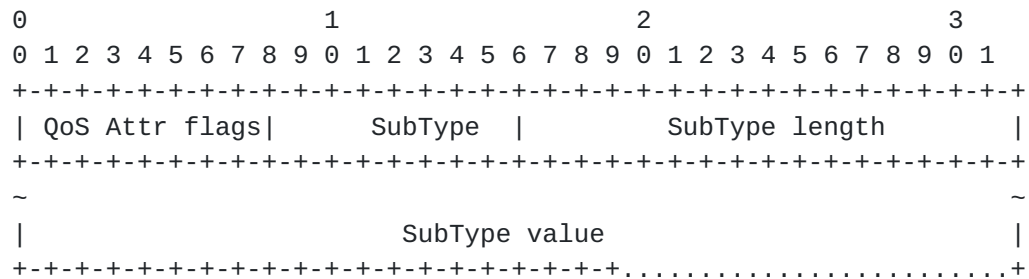 0                   1                   2                   3
0 1 2 3 4 5 6 7 8 9 0 1 2 3 4 5 6 7 8 9 0 1 2 3 4 5 6 7 8 9 0 1
+-+-+-+-+-+-+-+-+-+-+-+-+-+-+-+-+-+-+-+-+-+-+-+-+-+-+-+-+-+-+-+-+
| QoS Attr flags|      SubType  |         SubType length        |
+-+-+-+-+-+-+-+-+-+-+-+-+-+-+-+-+-+-+-+-+-+-+-+-+-+-+-+-+-+-+-+-+
~                                                               ~
|                        SubType value                          |
+-+-+-+-+-+-+-+-+-+-+-+-+-+-+-+-+-+-+-+-+.........................+